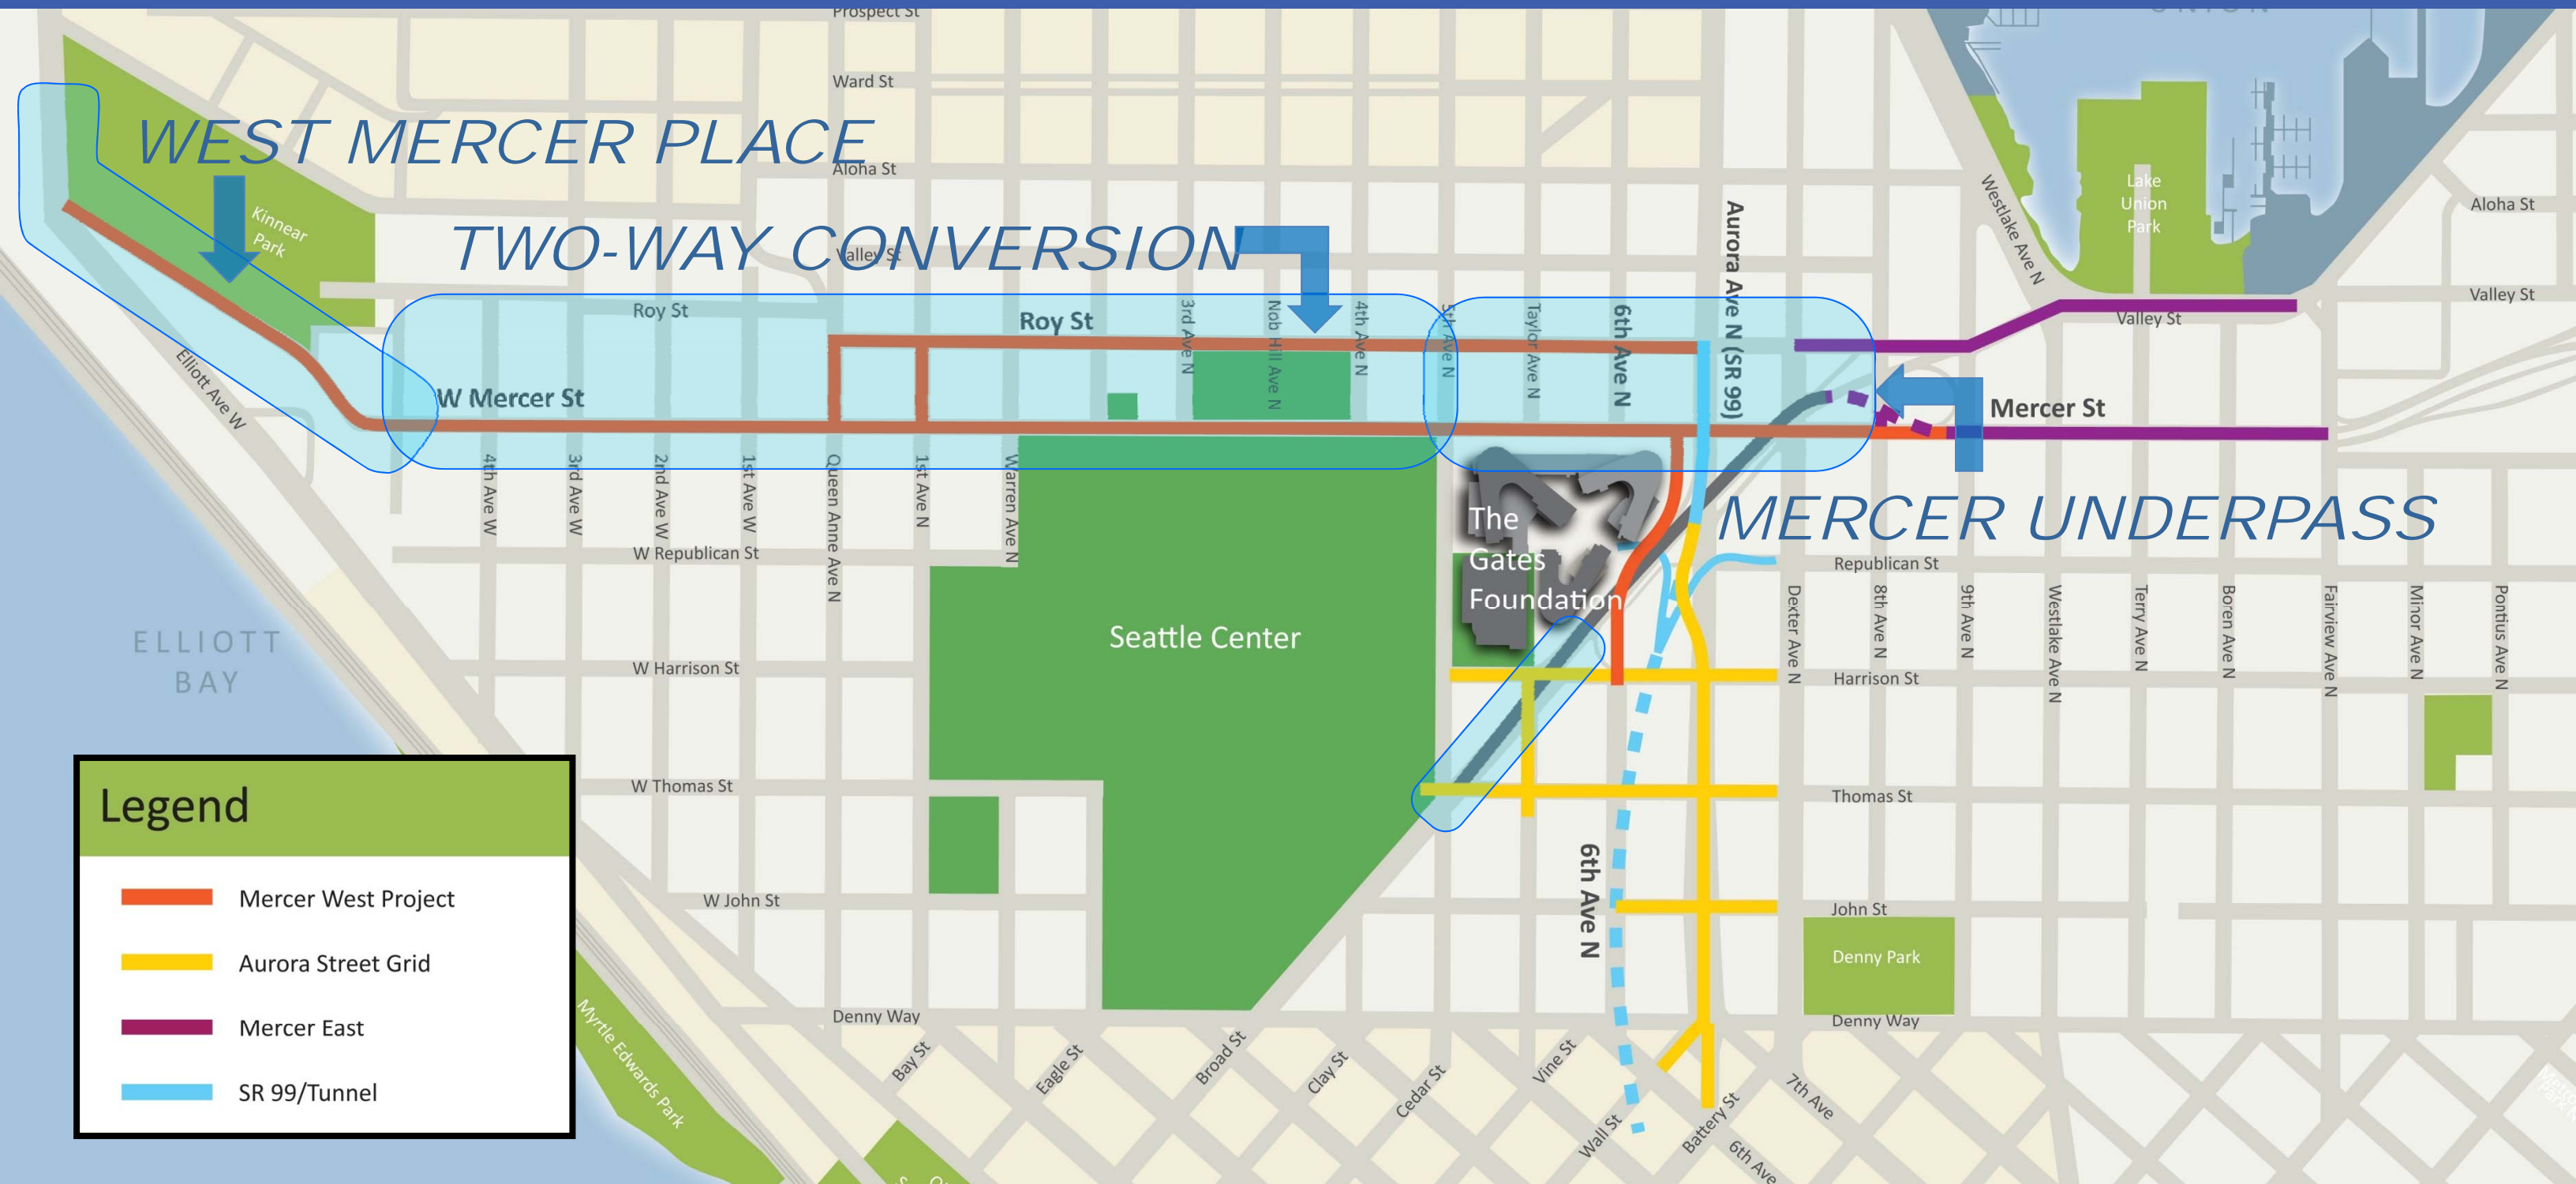 Prospect St
UNION
Ward St
WEST MERCER PLACE
Aloha St
Kinnear
Park
Lake
Union
Park
Westlake Ave N
Aloha St
Aurora Ave N (SR 99)
TWO-WAY CONVERSION
Valley St
Roy St
Roy St
3rd Ave N
Nob Hill Ave N
4th Ave N
5th Ave N
Taylor Ave N
6th Ave N
Valley St
Valley St
Elliott Ave W
W Mercer St
Mercer St
4th Ave W
3rd Ave W
2nd Ave W
1st Ave W
Queen Anne Ave N
1st Ave N
Warren Ave N
MERCER UNDERPASS
The
Gates
Foundation
W Republican St
Republican St
ELLIOTT
BAY
Seattle Center
Dexter Ave N
8th Ave N
9th Ave N
Westlake Ave N
Terry Ave N
Boren Ave N
Fairview Ave N
Minor Ave N
Pontius Ave N
W Harrison St
Harrison St
W Thomas St
Thomas St
Legend
Mercer West Project
Aurora Street Grid
Mercer East
SR 99/Tunnel
6th Ave N
W John St
John St
Denny Park
Denny Way
Denny Way
Myrtle Edwards Park
Bay St
Eagle St
Broad St
Clay St
Cedar St
Vine St
Wall St
Battery St
7th Ave
6th Ave